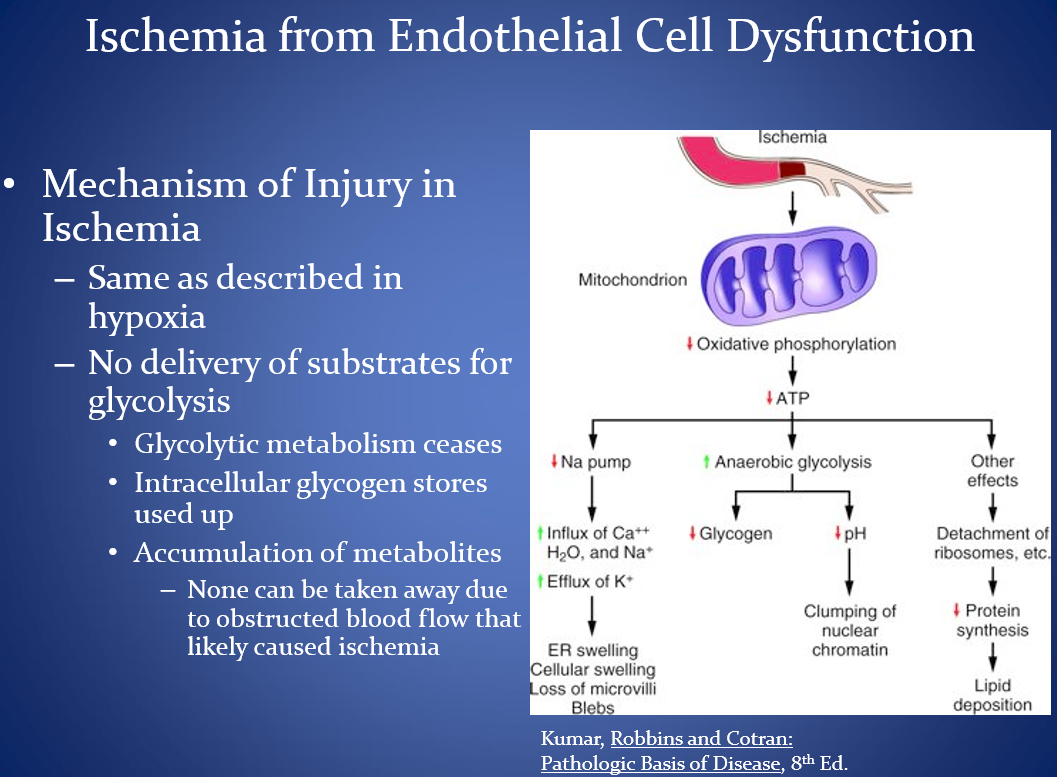 Ischemia from Endothelial Cell Dysfunction
• Mechanism of Injury in
Ischemia
– Same as described in
hypoxia
– No delivery of substrates for
glycolysis
• Glycolytic metabolism ceases
• Intracellular glycogen stores
used up
• Accumulation of metabolites
– None can be taken away due
to obstructed blood flow that
likely caused ischemia
Ischemia
Mitochondrion
↓ Oxidative phosphorylation
↓ ATP
↓ Na pump
↑ Influx of Ca++
H₂O, and Na+
↑ Efflux of K+
ER swelling
Cellular swelling
Loss of microvilli
Blebs
↑ Anaerobic glycolysis
↓ Glycogen
↓ pH
Clumping of
nuclear
chromatin
Other
effects
Detachment of
ribosomes, etc.
↓ Protein
synthesis
Lipid
deposition
Kumar, Robbins and Cotran:
Pathologic Basis of Disease, 8th Ed.